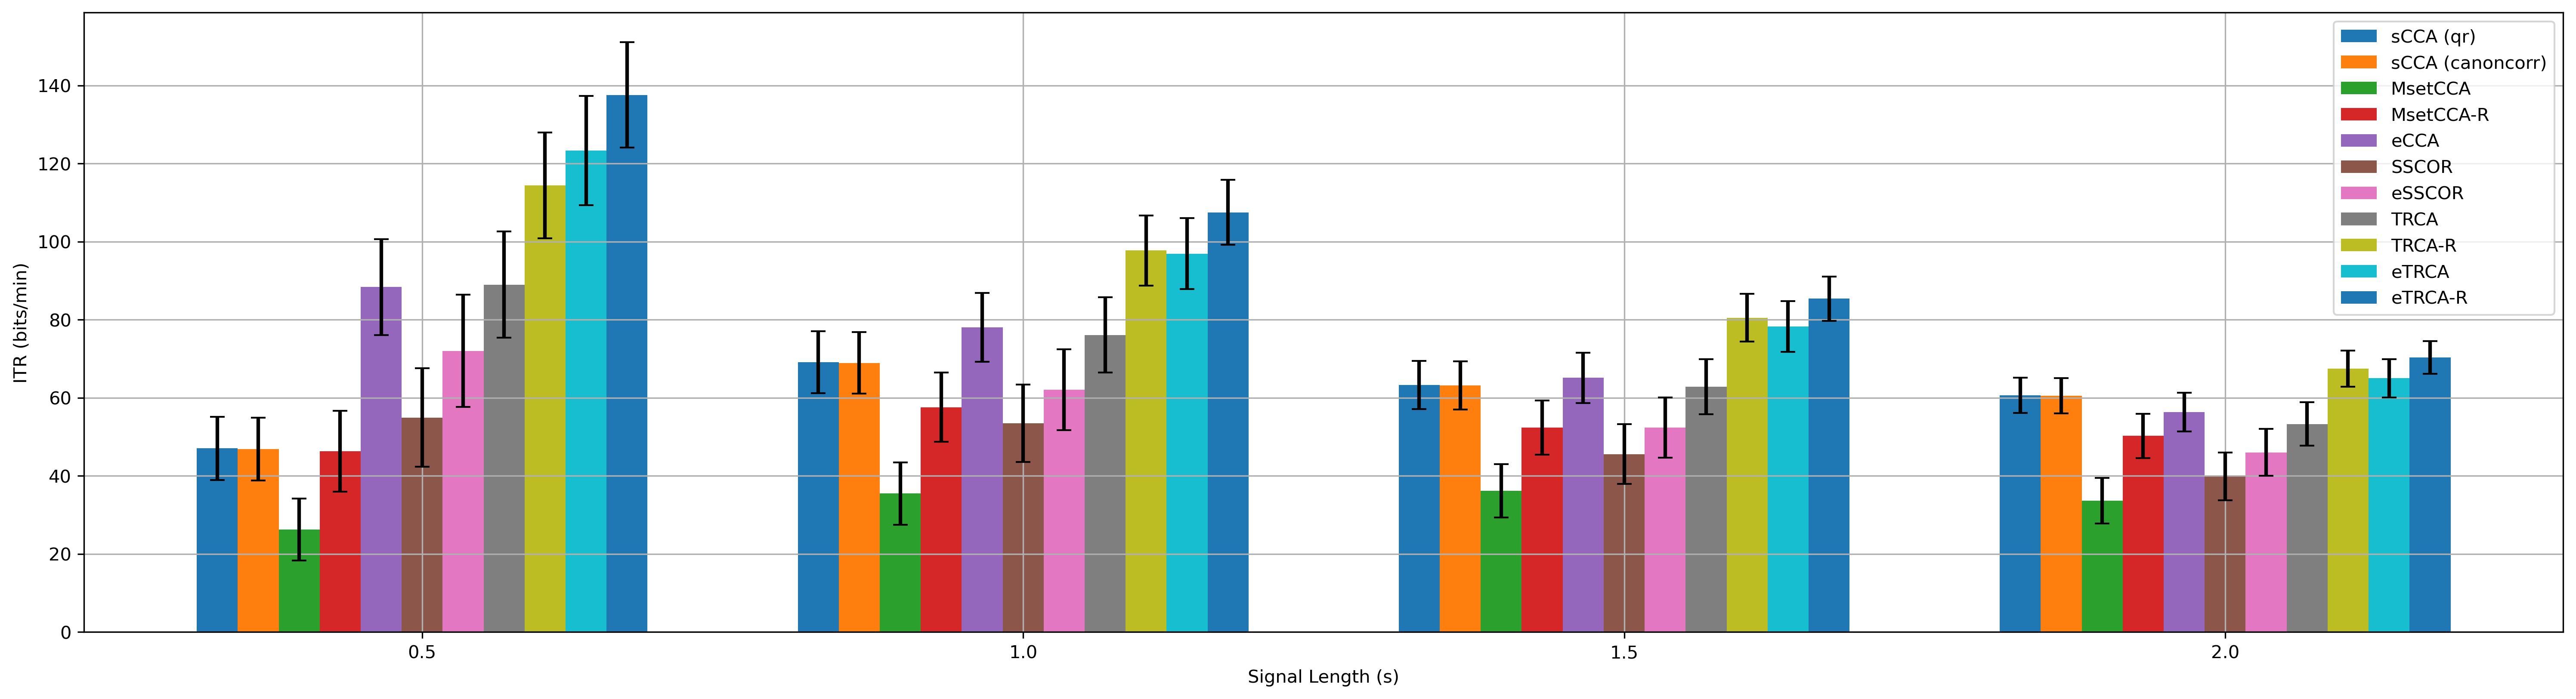 ITR (bits/min)
140
120
100
80
60
40
20
0
0.5
1.0
1.5
2.0
Signal Length (s)
sCCA (qr)
sCCA (canoncorr)
MsetCCA
MsetCCA-R
eCCA
SSCOR
eSSCOR
TRCA
TRCA-R
eTRCA
eTRCA-R